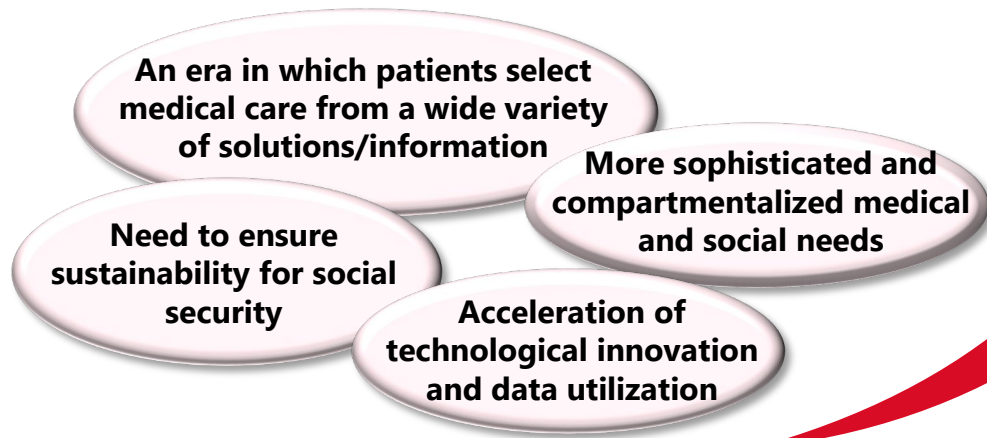 An era in which patients select
medical care from a wide variety
of solutions/information
More sophisticated and
compartmentalized medical
and social needs
Need to ensure
sustainability for social
security
Acceleration of
technological innovation
and data utilization